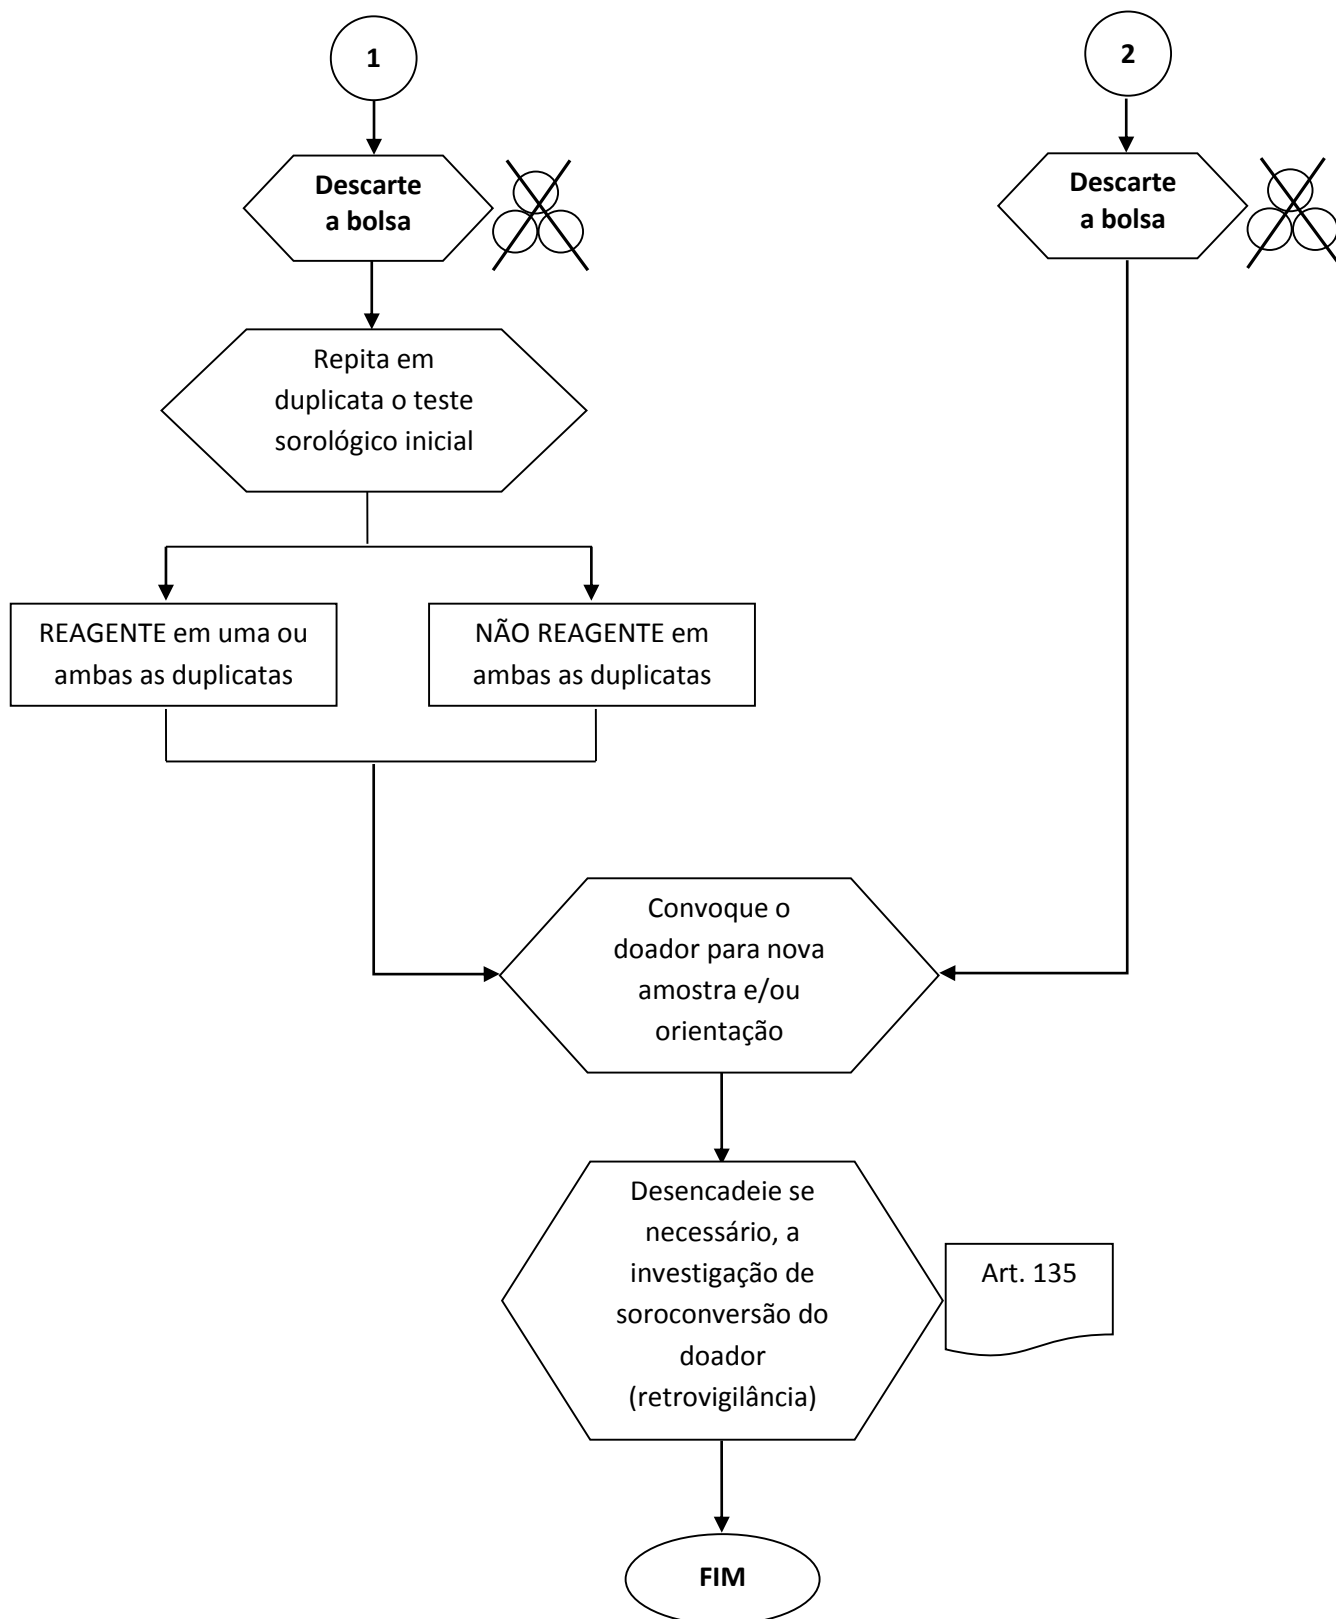 1
2
Descarte
a bolsa
Descarte
a bolsa
Repita em
duplicata o teste
sorológico inicial
REAGENTE em uma ou
ambas as duplicatas
NÃO REAGENTE em
ambas as duplicatas
Convoque o
doador para nova
amostra e/ou
orientação
Desencadeie se
necessário, a
investigação de
soroconversão do
doador
(retrovigilância)
Art. 135
FIM